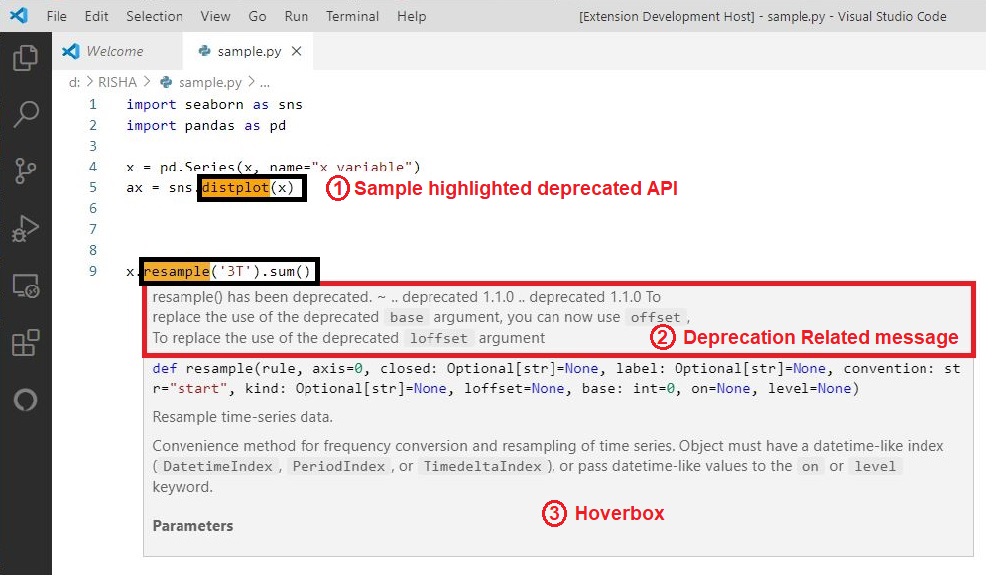 File Edit Selection View Go Run Terminal Help [Extension Development Host] - sample.py - Visual Studio Code
Welcome sample.py
d: > RISHA > sample.py > ...
1 import seaborn as sns
2 import pandas as pd
3
4 x = pd.Series(x, name="x variable")
5 ax = sns.distplot(x) 1 Sample highlighted deprecated API
6
7
8
9 x.resample('3T').sum()
resample() has been deprecated. ~ .. deprecated 1.1.0 .. deprecated 1.1.0 To
replace the use of the deprecated base argument, you can now use offset,
To replace the use of the deprecated loffset argument 2 Deprecation Related message
def resample(rule, axis=0, closed: Optional[str]=None, label: Optional[str]=None, convention: st
r="start", kind: Optional[str]=None, loffset=None, base: int=0, on=None, level=None)
Resample time-series data.
Convenience method for frequency conversion and resampling of time series. Object must have a datetime-like index
( DatetimeIndex , PeriodIndex , or TimedeltaIndex ), or pass datetime-like values to the on or level
keyword.
3 Hoverbox
Parameters